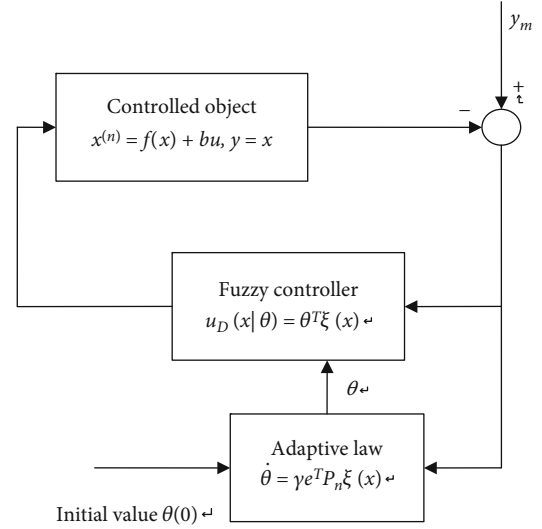 y_m
+
−
Controlled object
x^{(n)} = f(x) + bu, y = x
Fuzzy controller
u_D (x| θ) = θ^T ξ (x) ↵
θ↵
Adaptive law
θ̇ = γe^T P_n ξ (x) ↵
Initial value θ(0) ↵